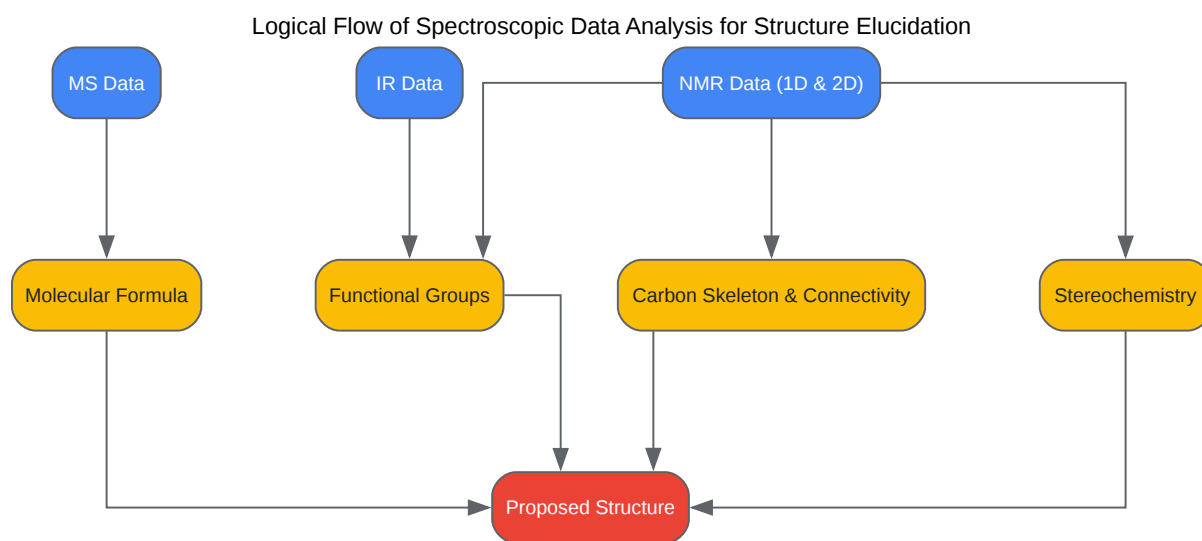 Logical Flow of Spectroscopic Data Analysis for Structure Elucidation
MS Data
IR Data
NMR Data (1D & 2D)
Molecular Formula
Functional Groups
Carbon Skeleton & Connectivity
Stereochemistry
Proposed Structure